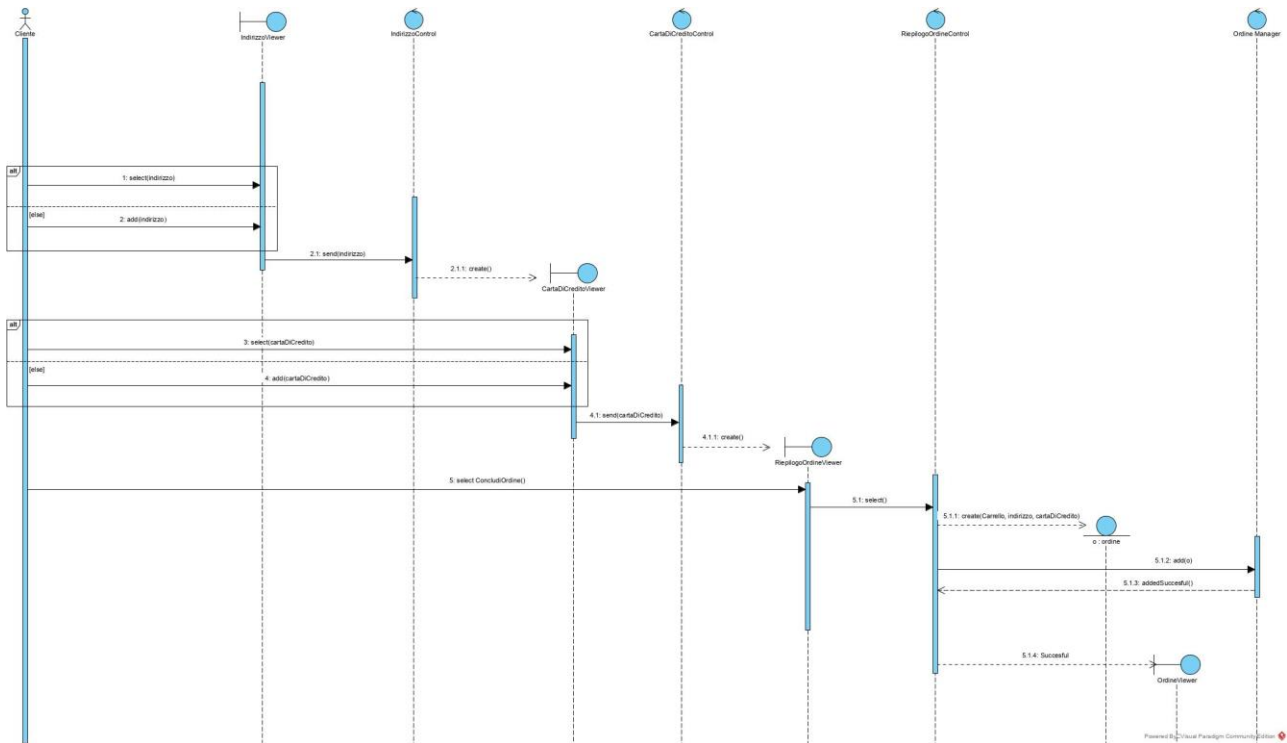 Cliente
IndirizzoViewer
IndirizzoControl
CartaDiCreditoControl
RiepilogoOrdineControl
Ordine Manager
alt
1: select(indirizzo)
[else]
2: add(indirizzo)
2.1: send(indirizzo)
2.1.1: create()
CartaDiCreditoViewer
alt
3: select(cartaDiCredito)
[else]
4: add(cartaDiCredito)
4.1: send(cartaDiCredito)
4.1.1: create()
RiepilogoOrdineViewer
5: select ConcludiOrdine()
5.1: select()
5.1.1: create(Carrello, indirizzo, cartaDiCredito)
o : ordine
5.1.2: add(o)
5.1.3: addedSuccesful()
5.1.4: Succesful
OrdineViewer
Powered By Visual Paradigm Community Edition